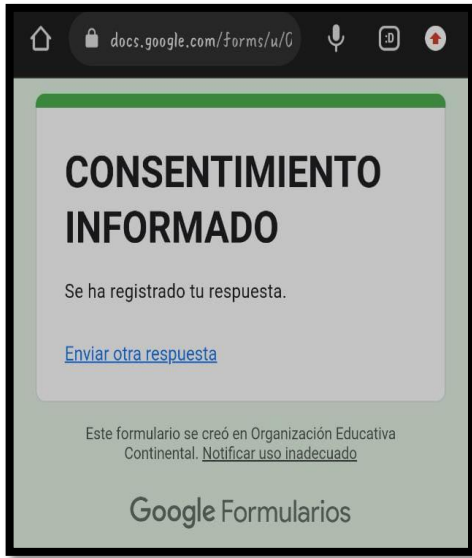 docs.google.com/forms/u/0
:D
CONSENTIMIENTO
INFORMADO
Se ha registrado tu respuesta.
Enviar otra respuesta
Este formulario se creó en Organización Educativa
Continental. Notificar uso inadecuado
Google Formularios